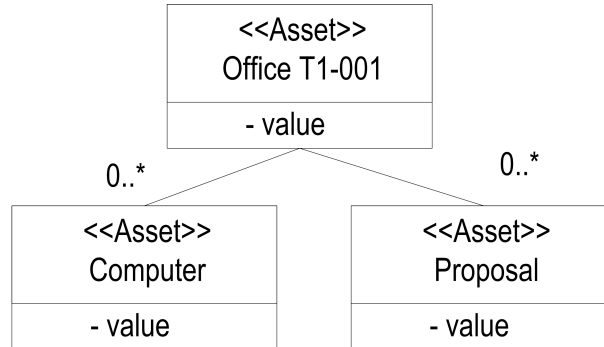 <<Asset>>
Office T1-001
- value
0..*
0..*
<<Asset>>
Computer
- value
<<Asset>>
Proposal
- value